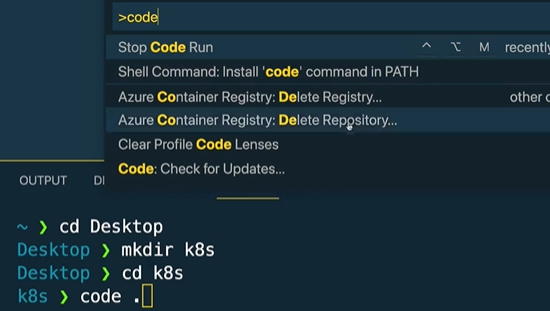 >code
Stop Code Run ^ ⌥ M recently
Shell Command: Install 'code' command in PATH
Azure Container Registry: Delete Registry... other
Azure Container Registry: Delete Repository...
Clear Profile Code Lenses
Code: Check for Updates...
OUTPUT
~ ❯ cd Desktop
Desktop ❯ mkdir k8s
Desktop ❯ cd k8s
k8s ❯ code .